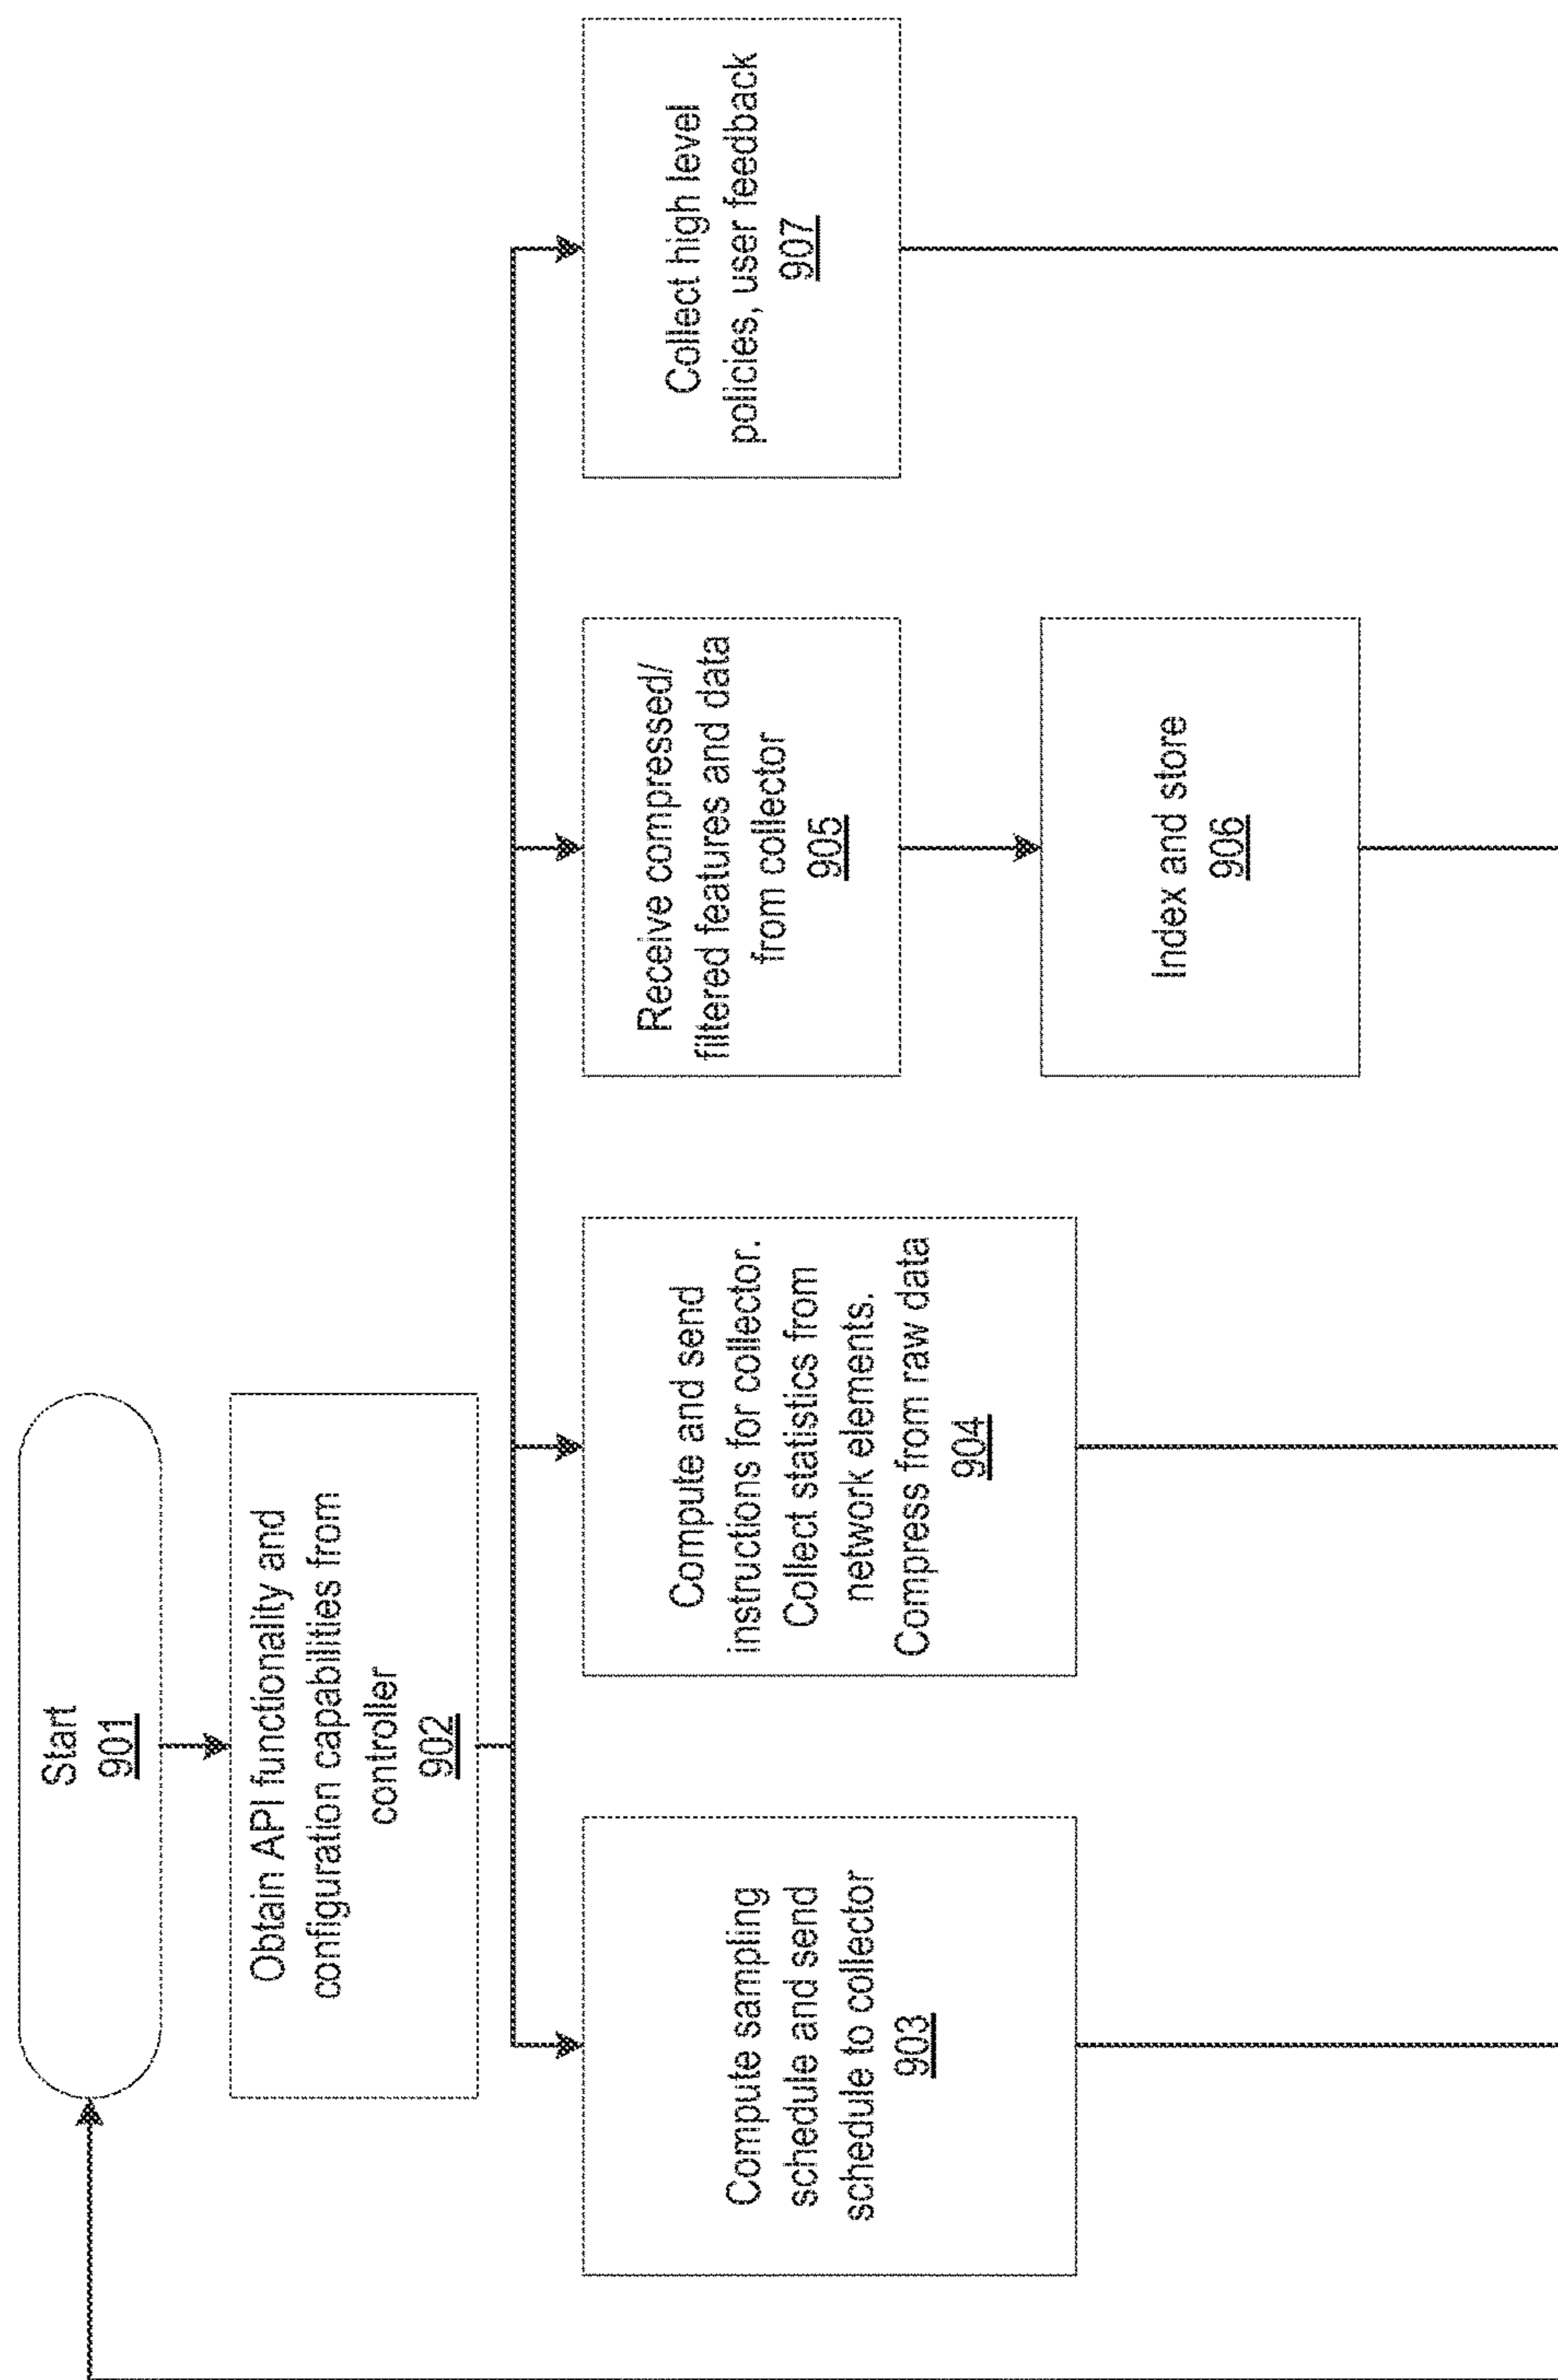 Start
901
Obtain API functionality and
configuration capabilities from
controller
902
Compute sampling
schedule and send
schedule to collector
903
Compute and send
instructions for collector.
Collect statistics from
network elements.
Compress from raw data
904
Receive compressed/
filtered features and data
from collector
905
Index and store
906
Collect high level
policies, user feedback
907